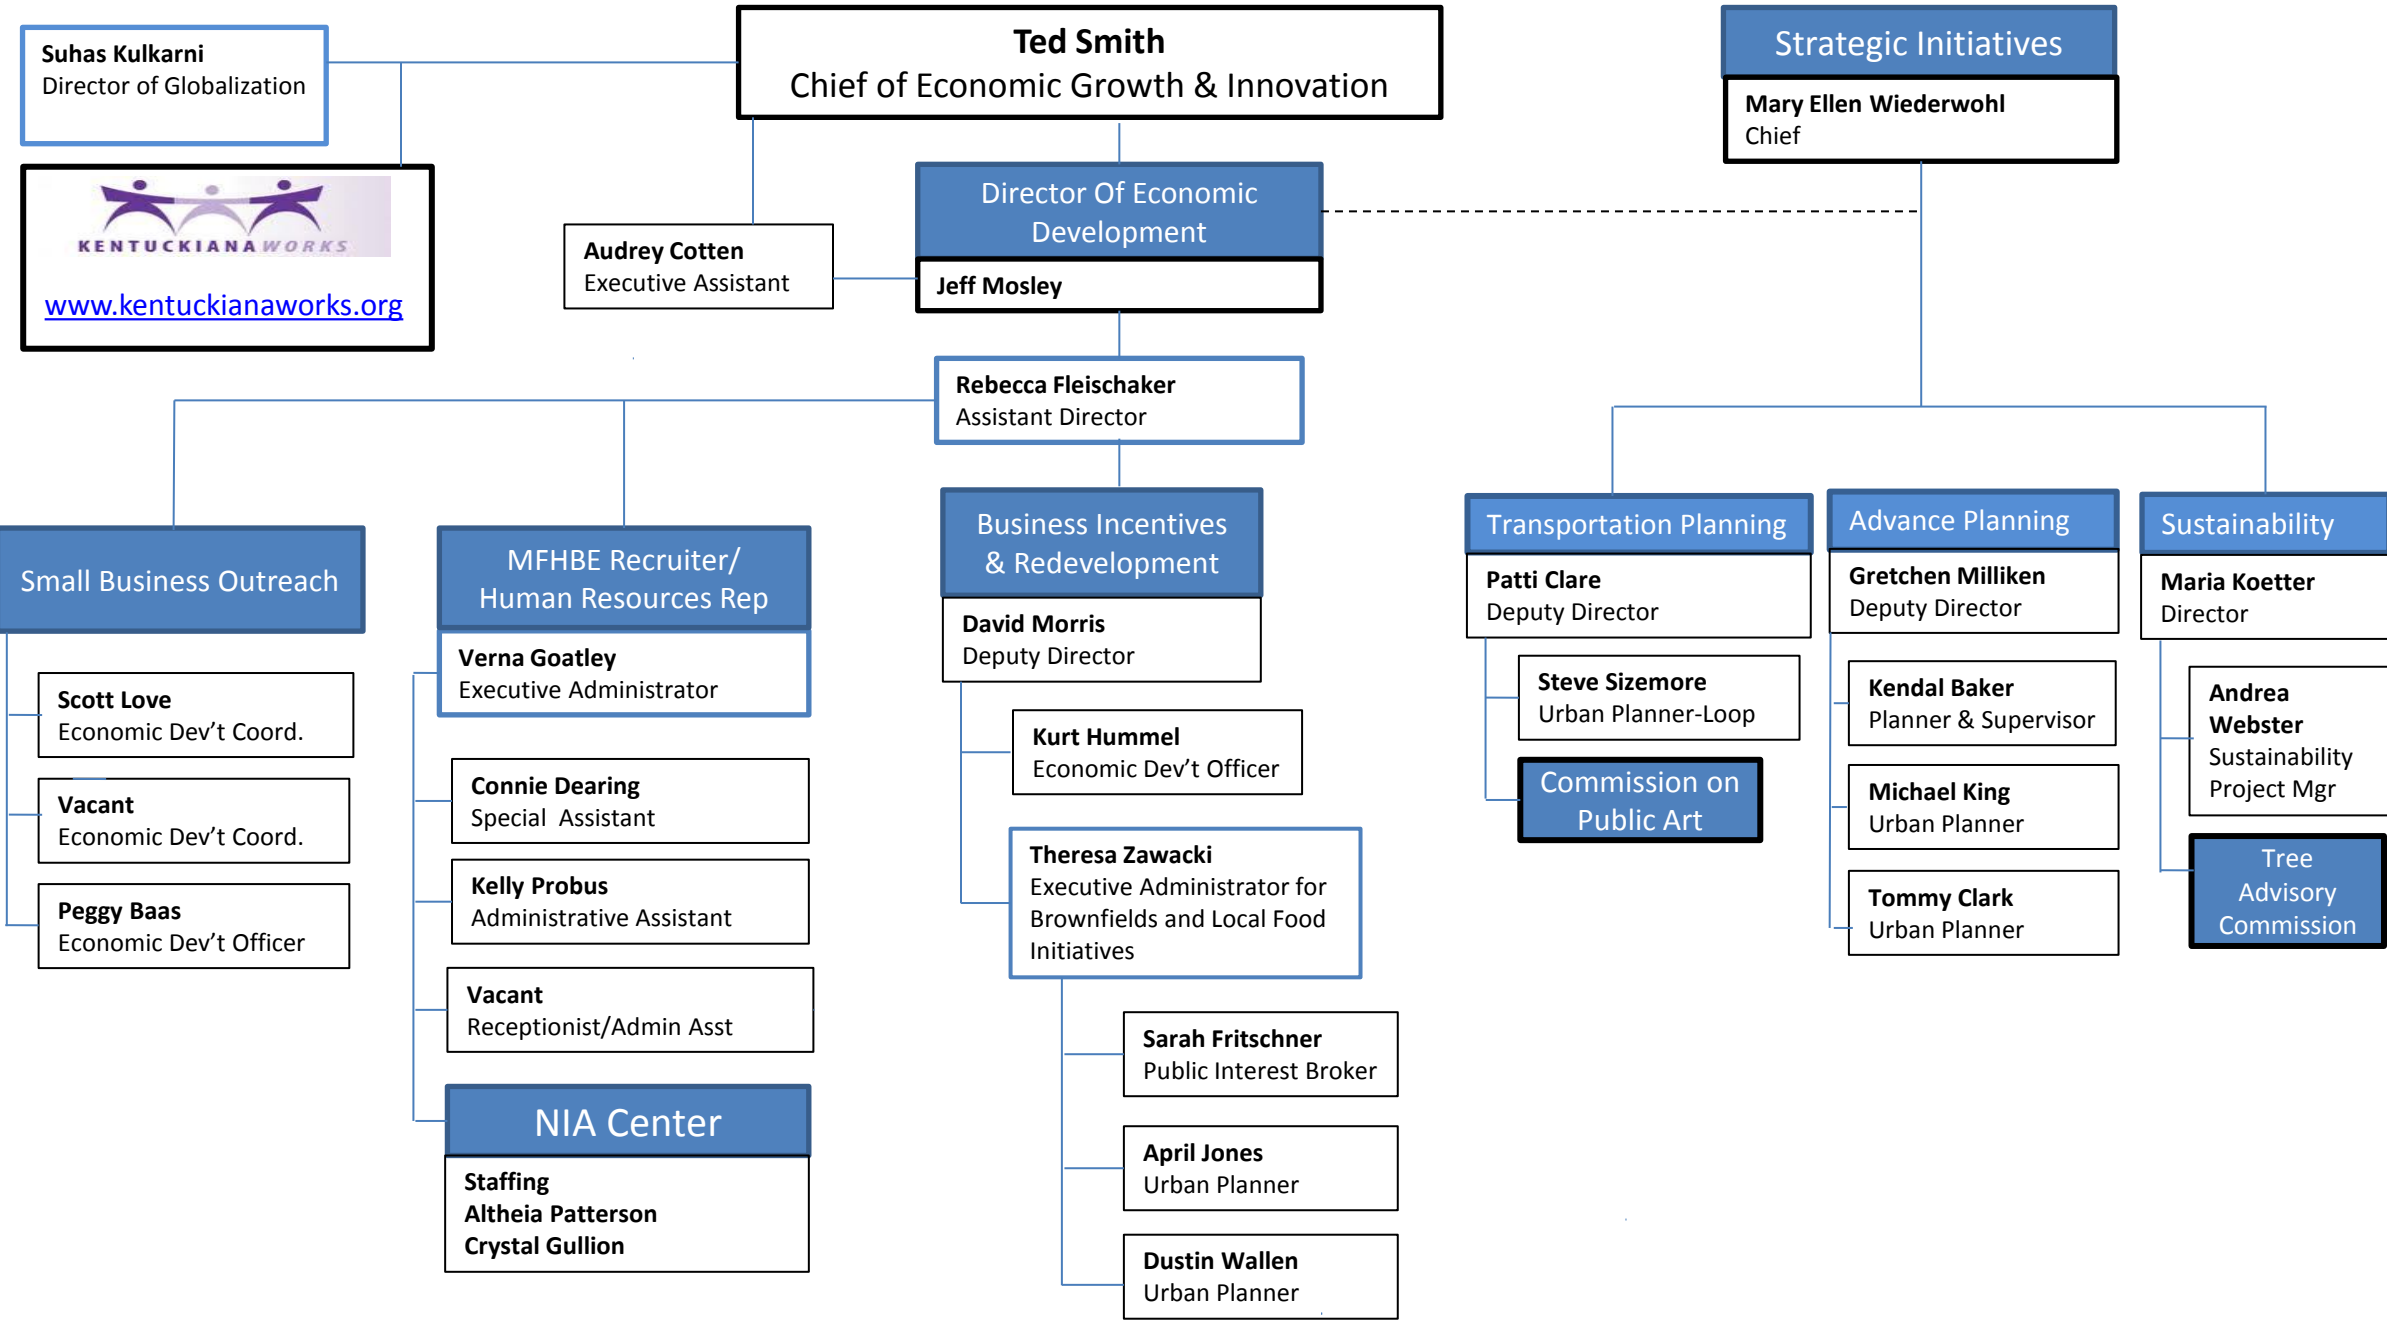 Suhas Kulkarni
Director of Globalization
Ted Smith
Chief of Economic Growth & Innovation
Strategic Initiatives
Mary Ellen Wiederwohl
Chief
KENTUCKIANAWORKS
www.kentuckianaworks.org
Audrey Cotten
Executive Assistant
Director Of Economic
Development
Jeff Mosley
Rebecca Fleischaker
Assistant Director
Small Business Outreach
Scott Love
Economic Dev’t Coord.
Vacant
Economic Dev’t Coord.
Peggy Baas
Economic Dev’t Officer
MFHBE Recruiter/
Human Resources Rep
Verna Goatley
Executive Administrator
Connie Dearing
Special  Assistant
Kelly Probus
Administrative Assistant
Vacant
Receptionist/Admin Asst
NIA Center
Staffing
Altheia Patterson
Crystal Gullion
Business Incentives
& Redevelopment
David Morris
Deputy Director
Kurt Hummel
Economic Dev’t Officer
Theresa Zawacki
Executive Administrator for
Brownfields and Local Food
Initiatives
Sarah Fritschner
Public Interest Broker
April Jones
Urban Planner
Dustin Wallen
Urban Planner
Transportation Planning
Patti Clare
Deputy Director
Steve Sizemore
Urban Planner-Loop
Commission on
Public Art
Advance Planning
Gretchen Milliken
Deputy Director
Kendal Baker
Planner & Supervisor
Michael King
Urban Planner
Tommy Clark
Urban Planner
Sustainability
Maria Koetter
Director
Andrea
Webster
Sustainability
Project Mgr
Tree
Advisory
Commission